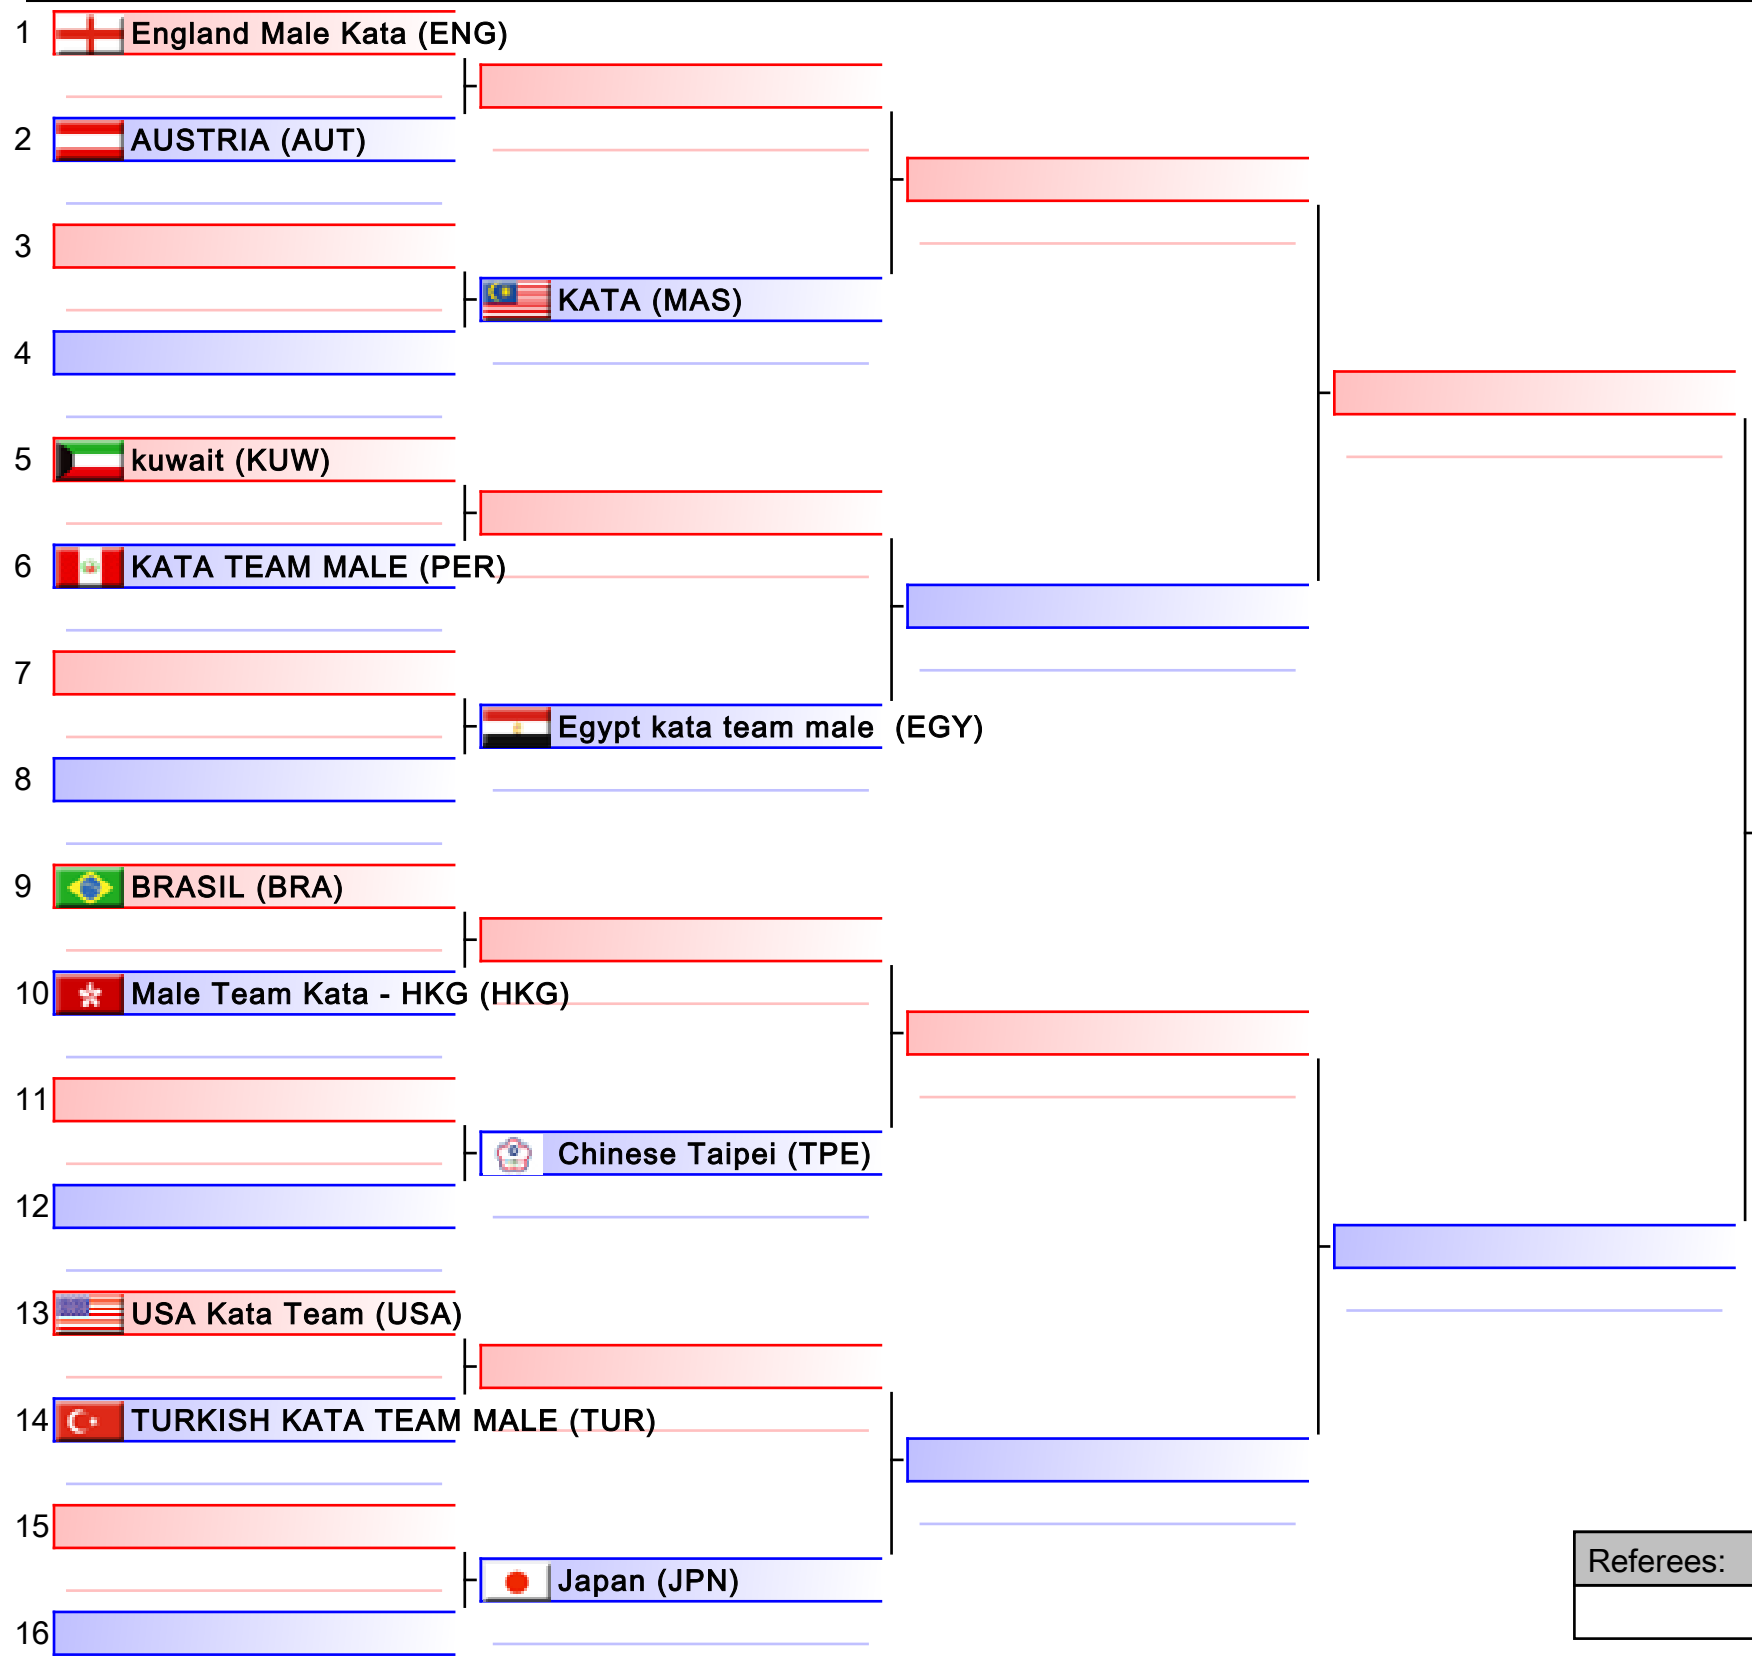 1 England Male Kata (ENG)
2 AUSTRIA (AUT)
3
KATA (MAS)
4
5 kuwait (KUW)
6 KATA TEAM MALE (PER)
7
Egypt kata team male (EGY)
8
9 BRASIL (BRA)
10 Male Team Kata - HKG (HKG)
11
Chinese Taipei (TPE)
12
13 USA Kata Team (USA)
14 TURKISH KATA TEAM MALE (TUR)
15
Referees:
Japan (JPN)
16